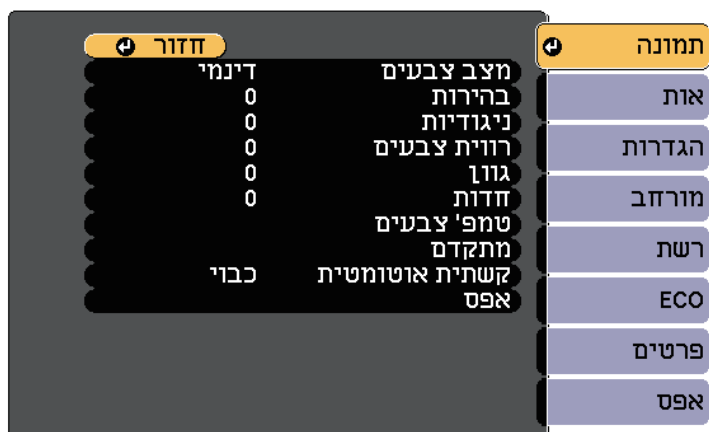 תמונה
אות
הגדרות
מורחב
רשת
ECO
פרטים
אפס
חזור
מצב צבעים דינמי
בהירות 0
ניגודיות 0
רווית צבעים 0
גוון 0
חדות 0
טמפ' צבעים
מתקדם
קשתית אוטומטית כבוי
אפס